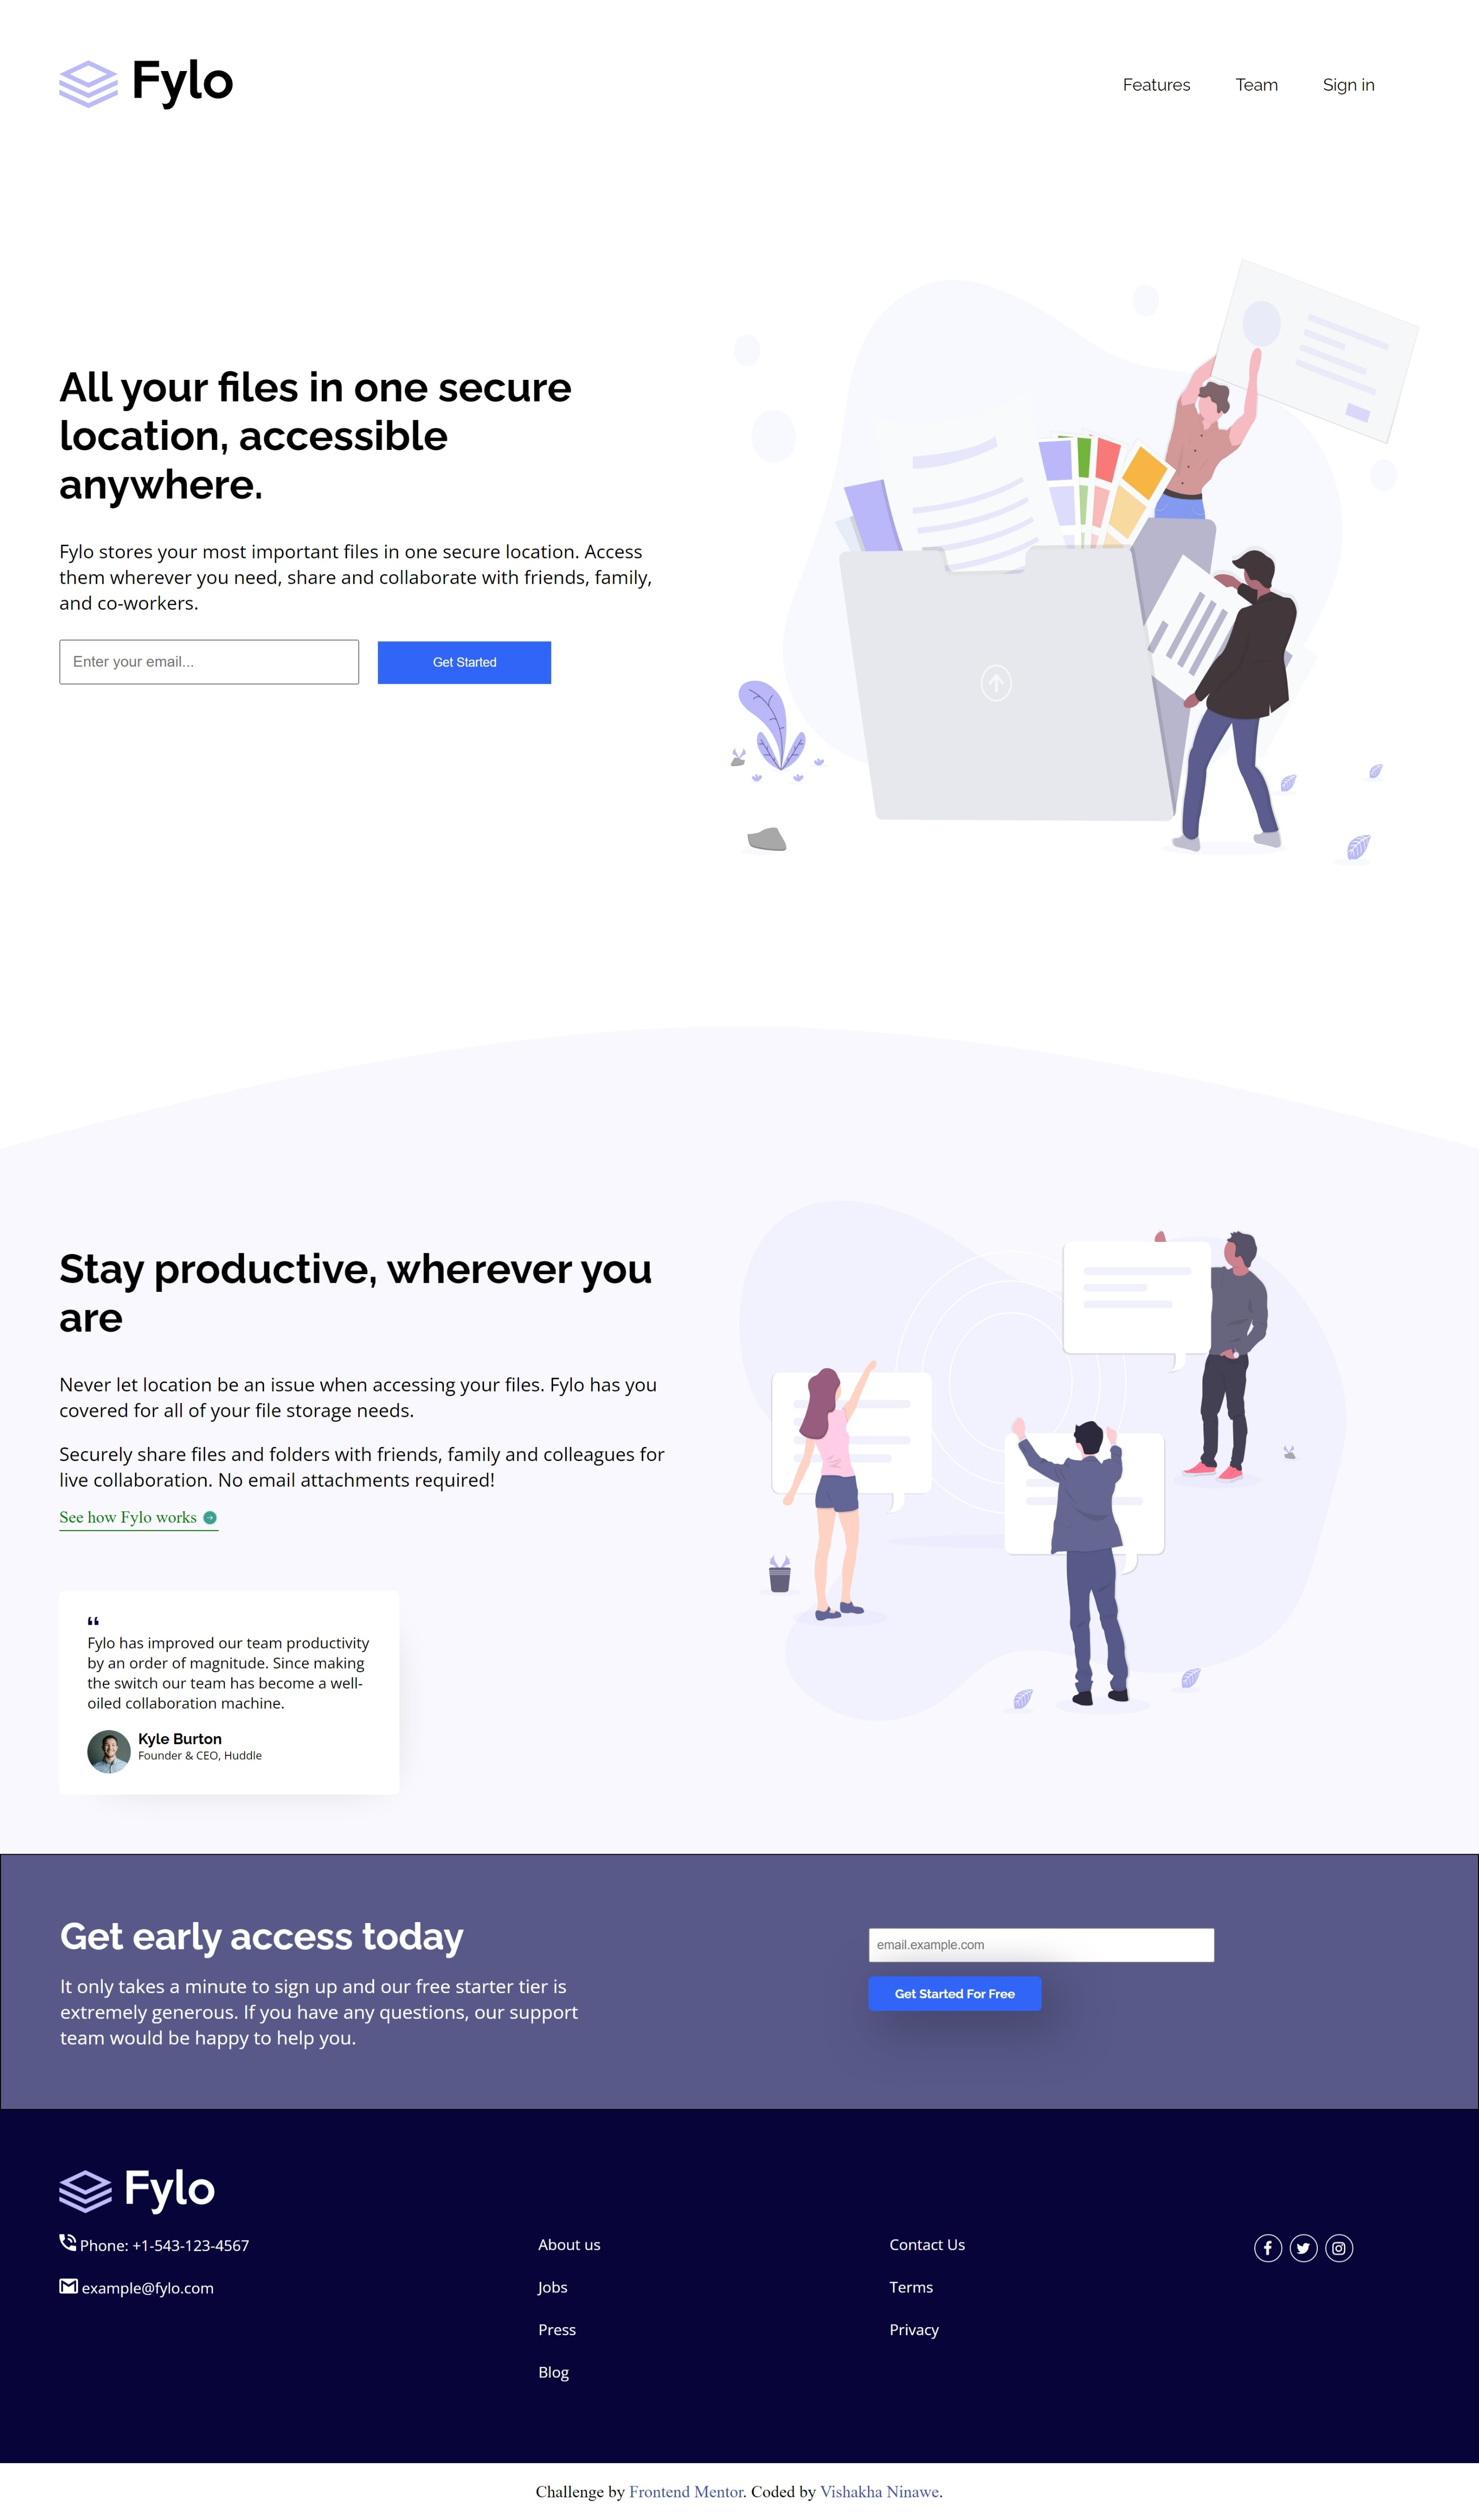 Fylo
Features Team Sign in
All your files in one secure
location, accessible
anywhere.
Fylo stores your most important files in one secure location. Access
them wherever you need, share and collaborate with friends, family,
and co-workers.
Enter your email...
Get Started
Stay productive, wherever you
are
Never let location be an issue when accessing your files. Fylo has you
covered for all of your file storage needs.
Securely share files and folders with friends, family and colleagues for
live collaboration. No email attachments required!
See how Fylo works
“
Fylo has improved our team productivity
by an order of magnitude. Since making
the switch our team has become a well-
oiled collaboration machine.
Kyle Burton
Founder & CEO, Huddle
Get early access today
It only takes a minute to sign up and our free starter tier is
extremely generous. If you have any questions, our support
team would be happy to help you.
email.example.com
Get Started For Free
Fylo
Phone: +1-543-123-4567
example@fylo.com
About us
Jobs
Press
Blog
Contact Us
Terms
Privacy
Challenge by Frontend Mentor. Coded by Vishakha Ninawe.